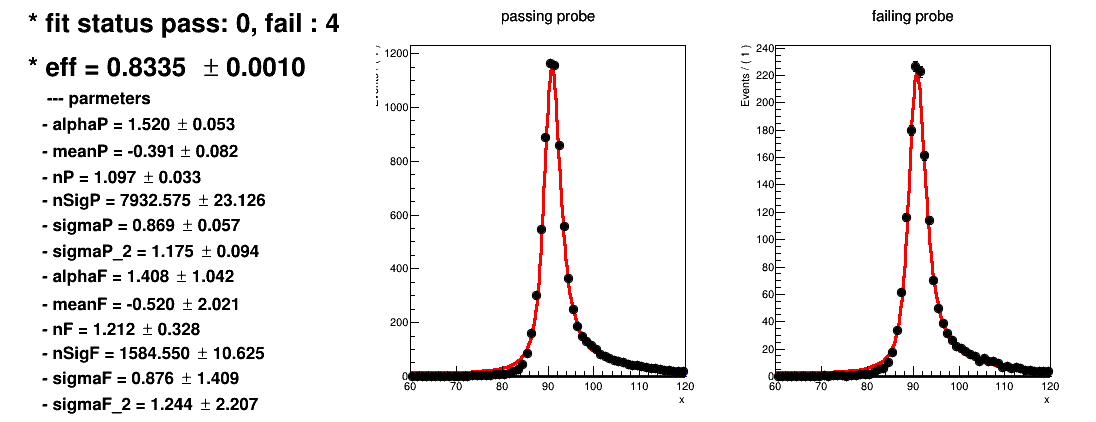 * fit status pass: 0, fail : 4
* eff = 0.8335 ± 0.0010
--- parmeters
- alphaP = 1.520 ± 0.053
- meanP = -0.391 ± 0.082
- nP = 1.097 ± 0.033
- nSigP = 7932.575 ± 23.126
- sigmaP = 0.869 ± 0.057
- sigmaP_2 = 1.175 ± 0.094
- alphaF = 1.408 ± 1.042
- meanF = -0.520 ± 2.021
- nF = 1.212 ± 0.328
- nSigF = 1584.550 ± 10.625
- sigmaF = 0.876 ± 1.409
- sigmaF_2 = 1.244 ± 2.207
passing probe
1200
1000
800
600
400
200
0
60 70 80 90 100 110 120
x
failing probe
Events / ( 1 )
240
220
200
180
160
140
120
100
80
60
40
20
0
60 70 80 90 100 110 120
x